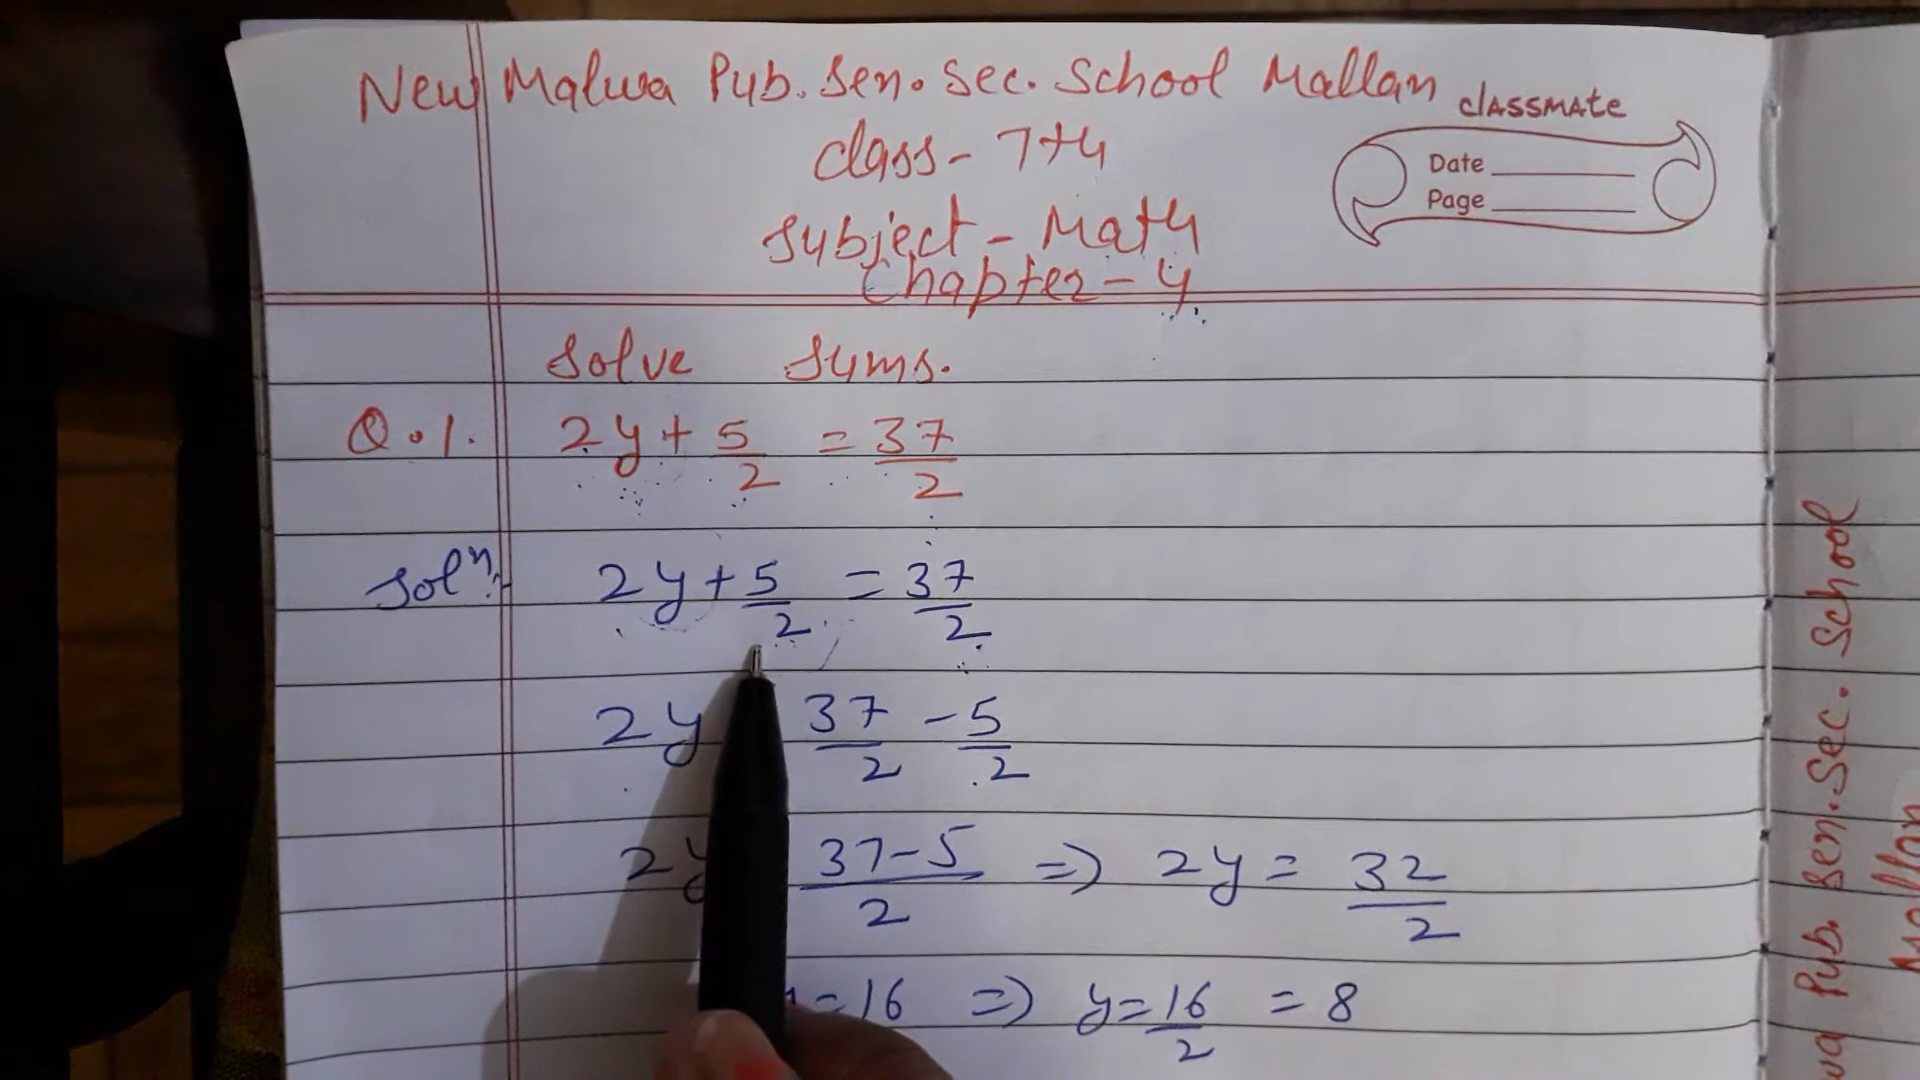 New Malwa Pub. Sen. Sec. School Mallan
classmate
Class - 7th
Date
Page
Subject - Math
Chapter - 4
Solve Sums.
Q.1. 2y + 5/2 = 37/2
Solⁿ:- 2y + 5/2 = 37/2
2y 37/2 - 5/2
2y 37-5/2 => 2y = 32/2
= 16 => y = 16/2 = 8
Pub. Sen. Sec. School
Mallan